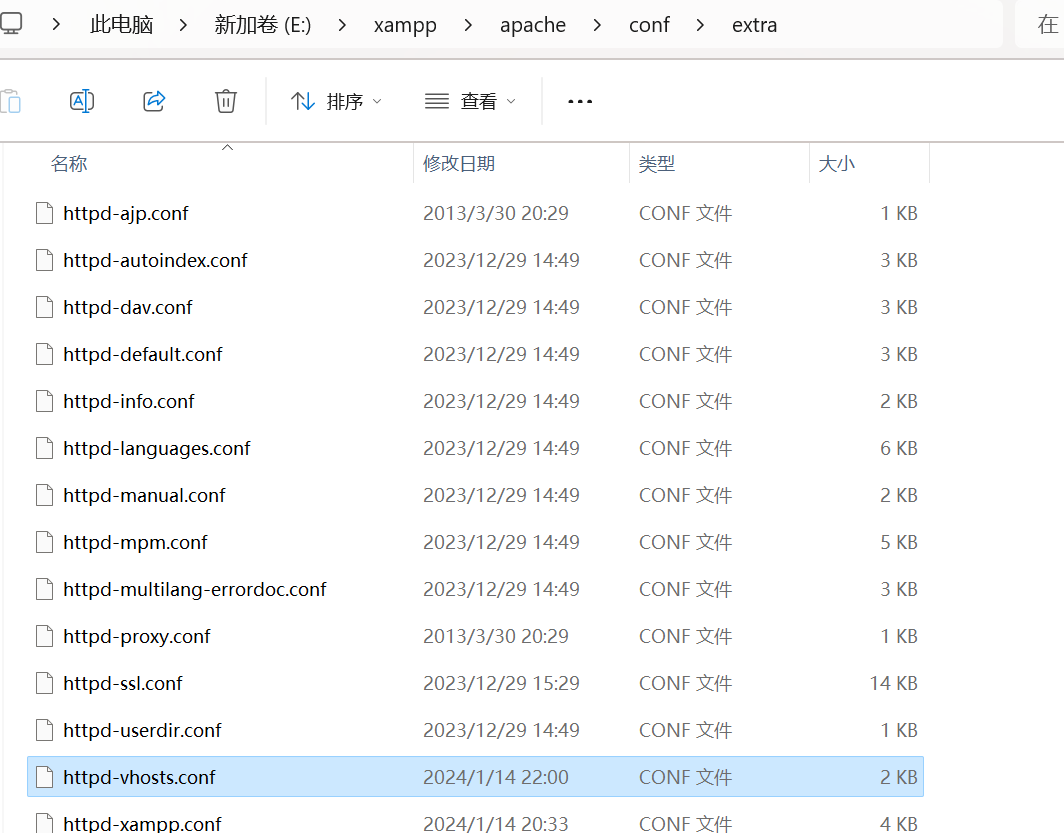 此电脑 > 新加卷 (E:) > xampp > apache > conf > extra 在
排序 查看
名称 修改日期 类型 大小
httpd-ajp.conf 2013/3/30 20:29 CONF 文件 1 KB
httpd-autoindex.conf 2023/12/29 14:49 CONF 文件 3 KB
httpd-dav.conf 2023/12/29 14:49 CONF 文件 3 KB
httpd-default.conf 2023/12/29 14:49 CONF 文件 3 KB
httpd-info.conf 2023/12/29 14:49 CONF 文件 2 KB
httpd-languages.conf 2023/12/29 14:49 CONF 文件 6 KB
httpd-manual.conf 2023/12/29 14:49 CONF 文件 2 KB
httpd-mpm.conf 2023/12/29 14:49 CONF 文件 5 KB
httpd-multilang-errordoc.conf 2023/12/29 14:49 CONF 文件 3 KB
httpd-proxy.conf 2013/3/30 20:29 CONF 文件 1 KB
httpd-ssl.conf 2023/12/29 15:29 CONF 文件 14 KB
httpd-userdir.conf 2023/12/29 14:49 CONF 文件 1 KB
httpd-vhosts.conf 2024/1/14 22:00 CONF 文件 2 KB
httpd-xampp.conf 2024/1/14 20:33 CONF 文件 4 KB